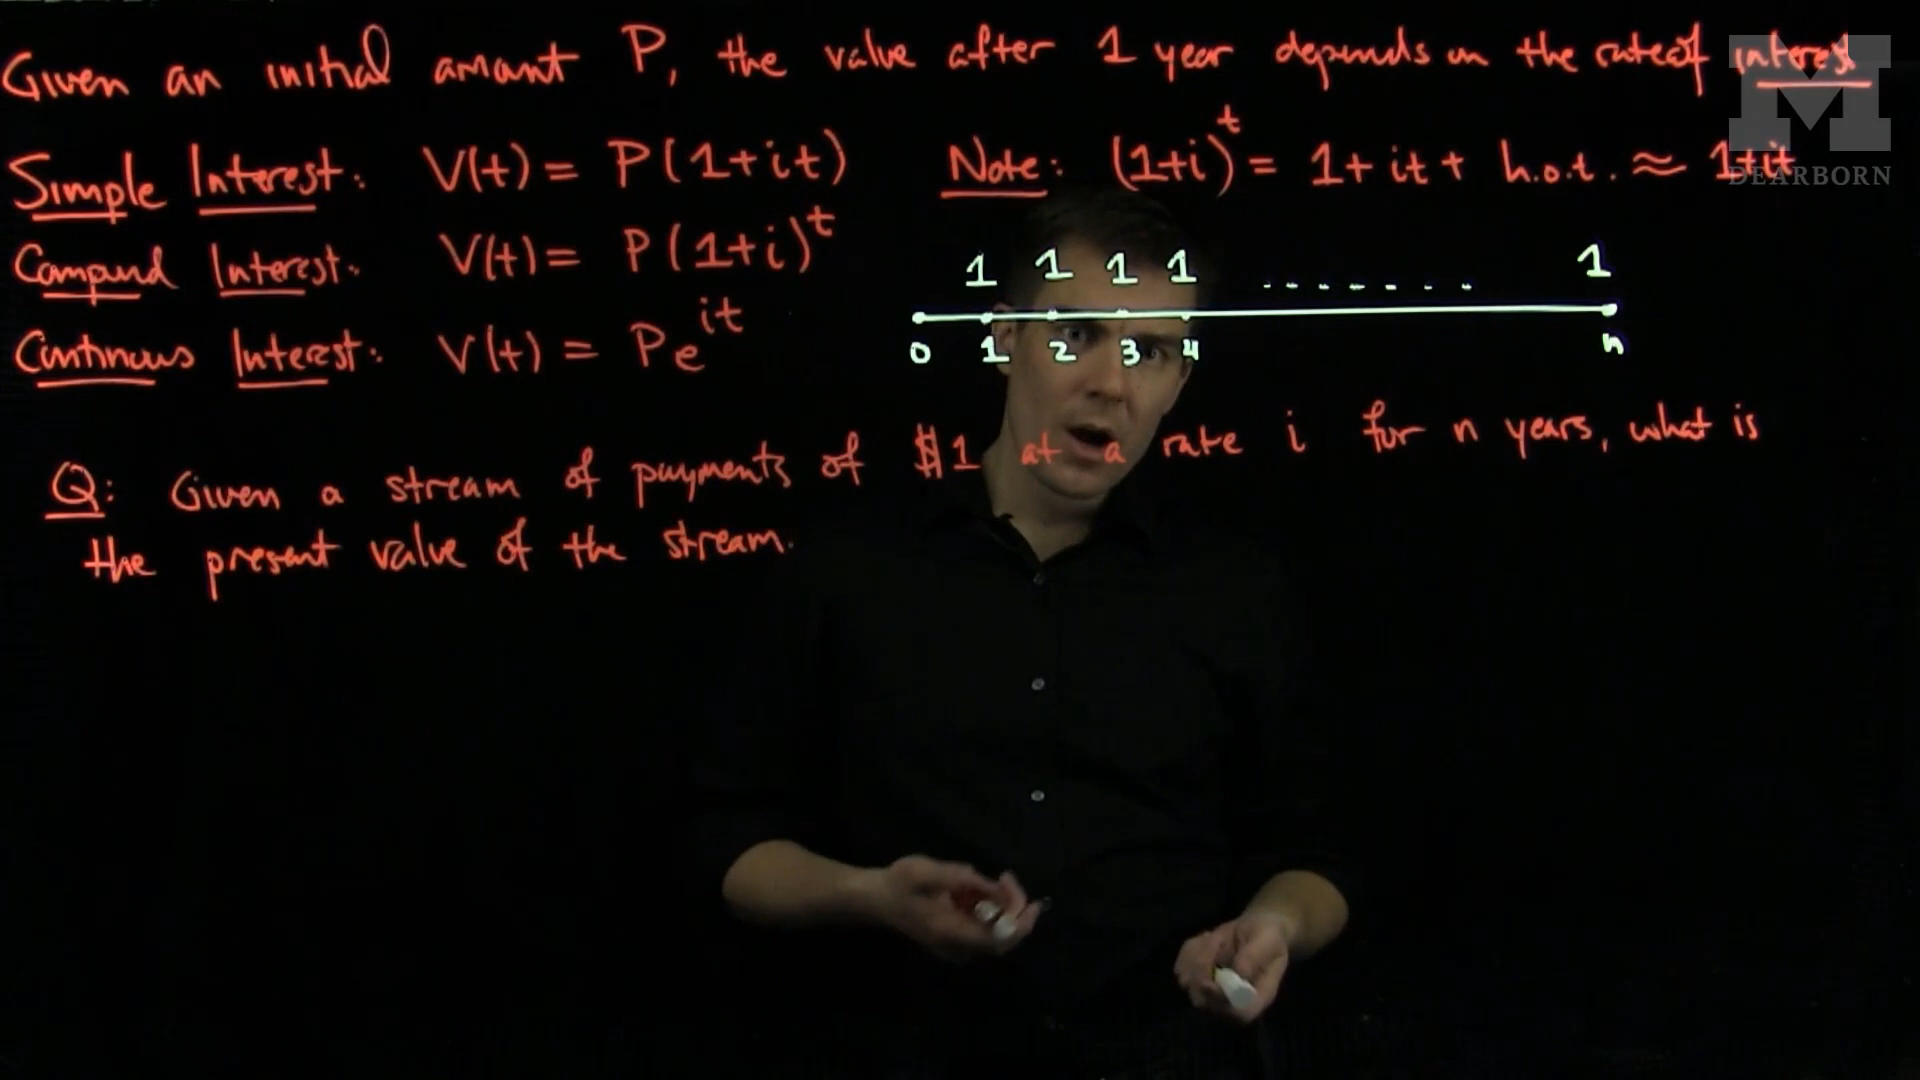 Given an initial amount P, the value after 1 year depends on the rate of interest
Simple Interest: V(t) = P(1+it) Note: (1+i)^t = 1+it+ h.o.t. ≈ 1+it
DEARBORN
Compound Interest: V(t) = P(1+i)^t
1 1 1 1 ........ 1
Continuous Interest: V(t) = Pe^it
0 1 2 3 4 n
Q: Given a stream of payments of $1 at a rate i for n years, what is
the present value of the stream.